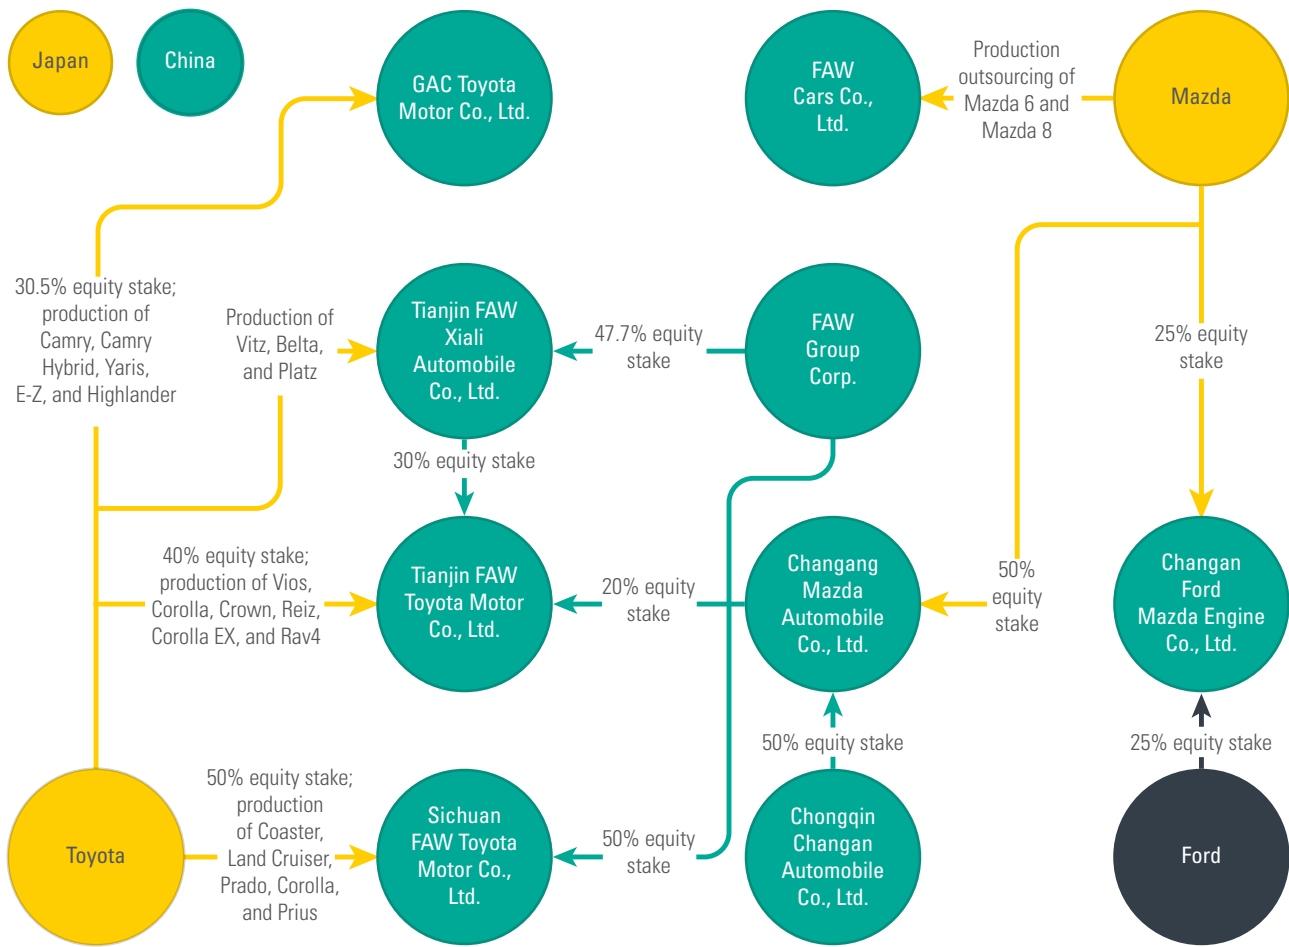 Japan
China
GAC Toyota
Motor Co., Ltd.
FAW
Cars Co.,
Ltd.
Production
outsourcing of
Mazda 6 and
Mazda 8
Mazda
30.5% equity stake;
production of
Camry, Camry
Hybrid, Yaris,
E-Z, and Highlander
Production of
Vitz, Belta,
and Platz
Tianjin FAW
Xiali
Automobile
Co., Ltd.
47.7% equity
stake
FAW
Group
Corp.
25% equity
stake
30% equity stake
40% equity stake;
production of Vios,
Corolla, Crown, Reiz,
Corolla EX, and Rav4
Tianjin FAW
Toyota Motor
Co., Ltd.
20% equity
stake
Changang
Mazda
Automobile
Co., Ltd.
50%
equity
stake
Changan
Ford
Mazda Engine
Co., Ltd.
50% equity stake
25% equity stake
Toyota
50% equity stake;
production
of Coaster,
Land Cruiser,
Prado, Corolla,
and Prius
Sichuan
FAW Toyota
Motor Co.,
Ltd.
50% equity
stake
Chongqin
Changan
Automobile
Co., Ltd.
Ford